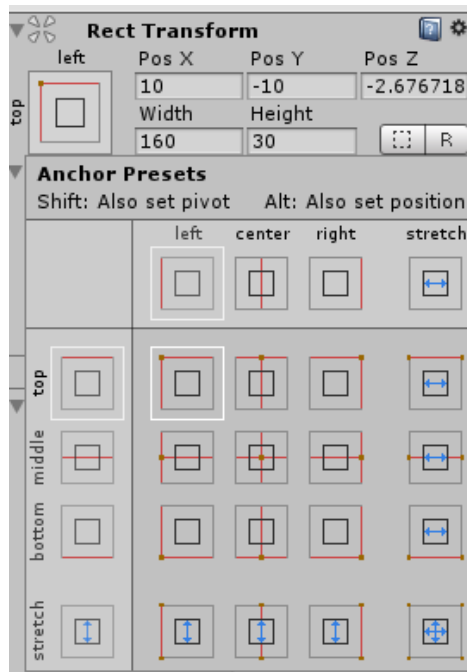 Rect Transform
left
Pos X Pos Y Pos Z
top
10 -10 -2.676718
Width Height
160 30
R
Anchor Presets
Shift: Also set pivot Alt: Also set position
left center right stretch
top
middle
bottom
stretch